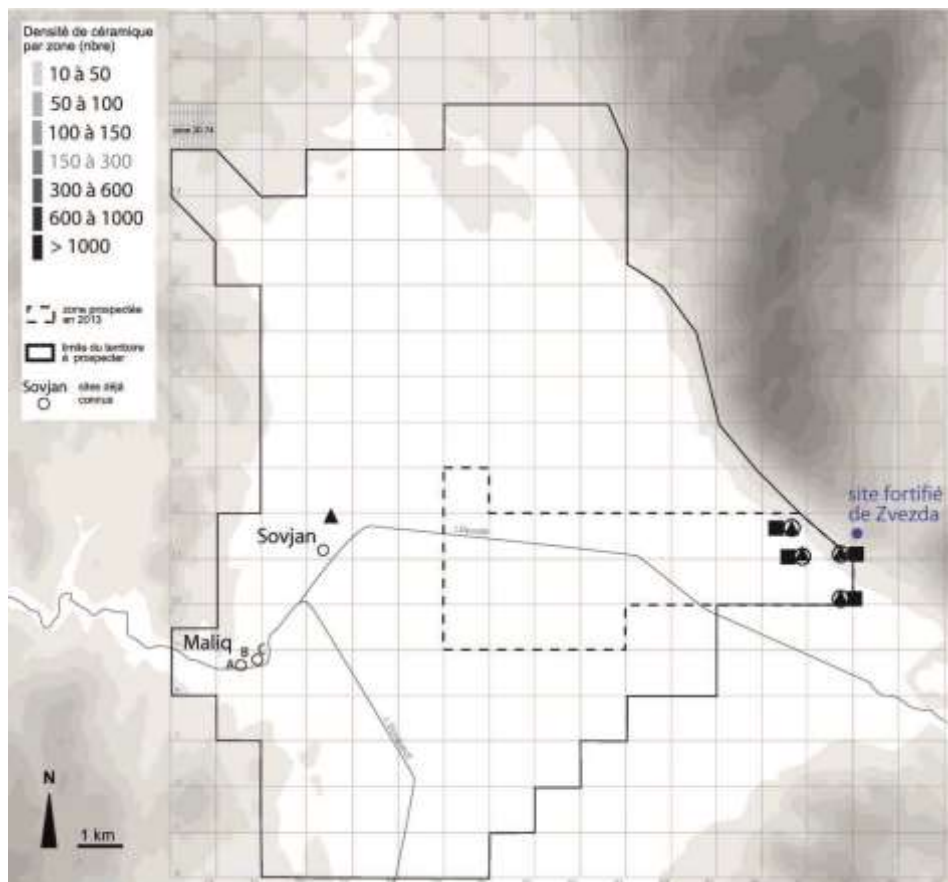 Densité de céramique
par zone (nbre)
10 à 50
50 à 100
100 à 150
150 à 300
300 à 600
600 à 1000
> 1000
zone prospectée
en 2013
limite du territoire
à prospecter
Sovjan
sites déjà
connus
site fortifié
de Zvezda
Sovjan
Maliq
A
B
C
N
1 km